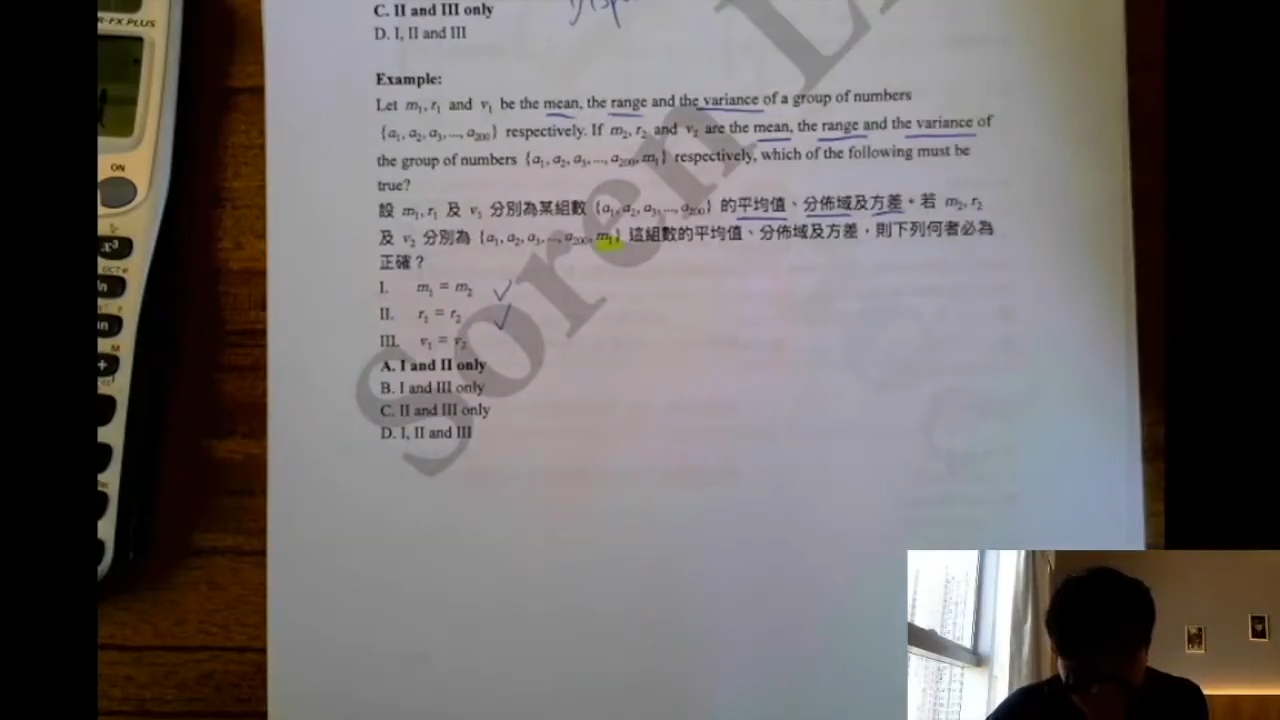 R-FX PLUS
ON
x³
OCT
M
C. II and III only
D. I, II and III
Example:
Let m₁, r₁ and v₁ be the mean, the range and the variance of a group of numbers
{a₁, a₂, a₃, ..., a₂₀₀} respectively. If m₂, r₂ and v₂ are the mean, the range and the variance of
the group of numbers {a₁, a₂, a₃, ..., a₂₀₀, m₁} respectively, which of the following must be
true?
設 m₁, r₁ 及 v₁ 分別為某組數 {a₁, a₂, a₃, ..., a₂₀₀} 的平均值、分佈域及方差。若 m₂, r₂
及 v₂ 分別為 {a₁, a₂, a₃, ..., a₂₀₀, m₁} 這組數的平均值、分佈域及方差，則下列何者必為
正確？
I. m₁ = m₂ ✓
II. r₁ = r₂ ✓
III. v₁ = v₂
A. I and II only
B. I and III only
C. II and III only
D. I, II and III
Soren L